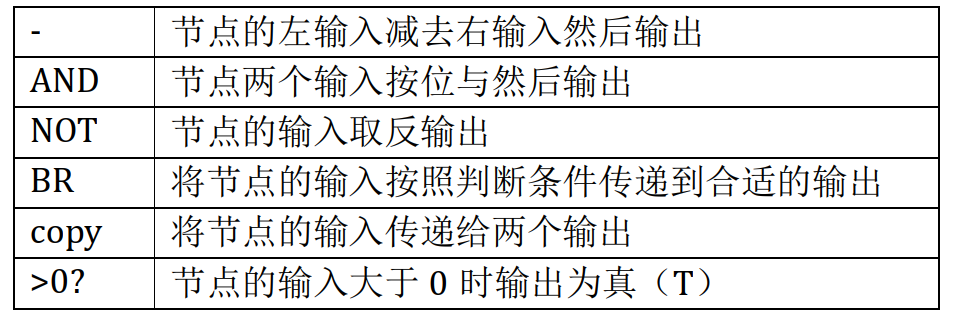 - 节点的左输入减去右输入然后输出
AND 节点两个输入按位与然后输出
NOT 节点的输入取反输出
BR 将节点的输入按照判断条件传递到合适的输出
copy 将节点的输入传递给两个输出
>0? 节点的输入大于 0 时输出为真（T）